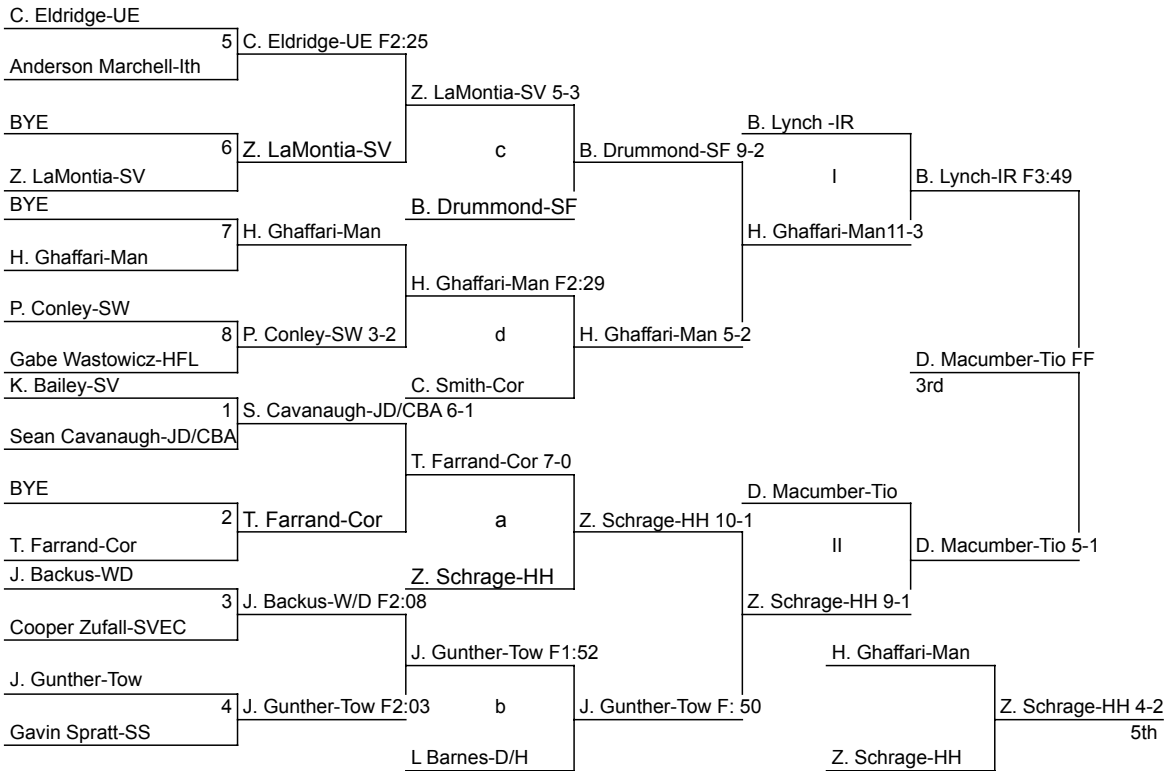 C. Eldridge-UE
5 C. Eldridge-UE F2:25
Anderson Marchell-Ith
Z. LaMontia-SV 5-3
BYE
B. Lynch -IR
6 Z. LaMontia-SV
c
B. Drummond-SF 9-2
Z. LaMontia-SV
I
B. Lynch-IR F3:49
BYE
B. Drummond-SF
7 H. Ghaffari-Man
H. Ghaffari-Man11-3
H. Ghaffari-Man
H. Ghaffari-Man F2:29
P. Conley-SW
8 P. Conley-SW 3-2
d
H. Ghaffari-Man 5-2
Gabe Wastowicz-HFL
D. Macumber-Tio FF
K. Bailey-SV
C. Smith-Cor
3rd
1 S. Cavanaugh-JD/CBA 6-1
Sean Cavanaugh-JD/CBA
T. Farrand-Cor 7-0
BYE
D. Macumber-Tio
2 T. Farrand-Cor
a
Z. Schrage-HH 10-1
T. Farrand-Cor
II
D. Macumber-Tio 5-1
J. Backus-WD
Z. Schrage-HH
3 J. Backus-W/D F2:08
Z. Schrage-HH 9-1
Cooper Zufall-SVEC
J. Gunther-Tow F1:52
H. Ghaffari-Man
J. Gunther-Tow
4 J. Gunther-Tow F2:03
b
J. Gunther-Tow F: 50
Z. Schrage-HH 4-2
Gavin Spratt-SS
5th
L Barnes-D/H
Z. Schrage-HH